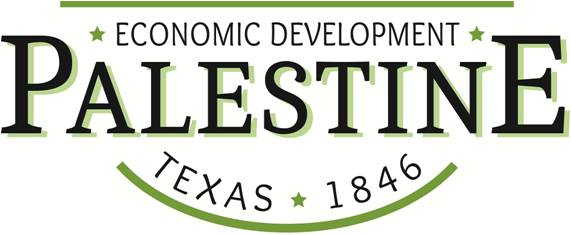 ECONOMIC DEVELOPMENT
PALESTINE
TEXAS 1846